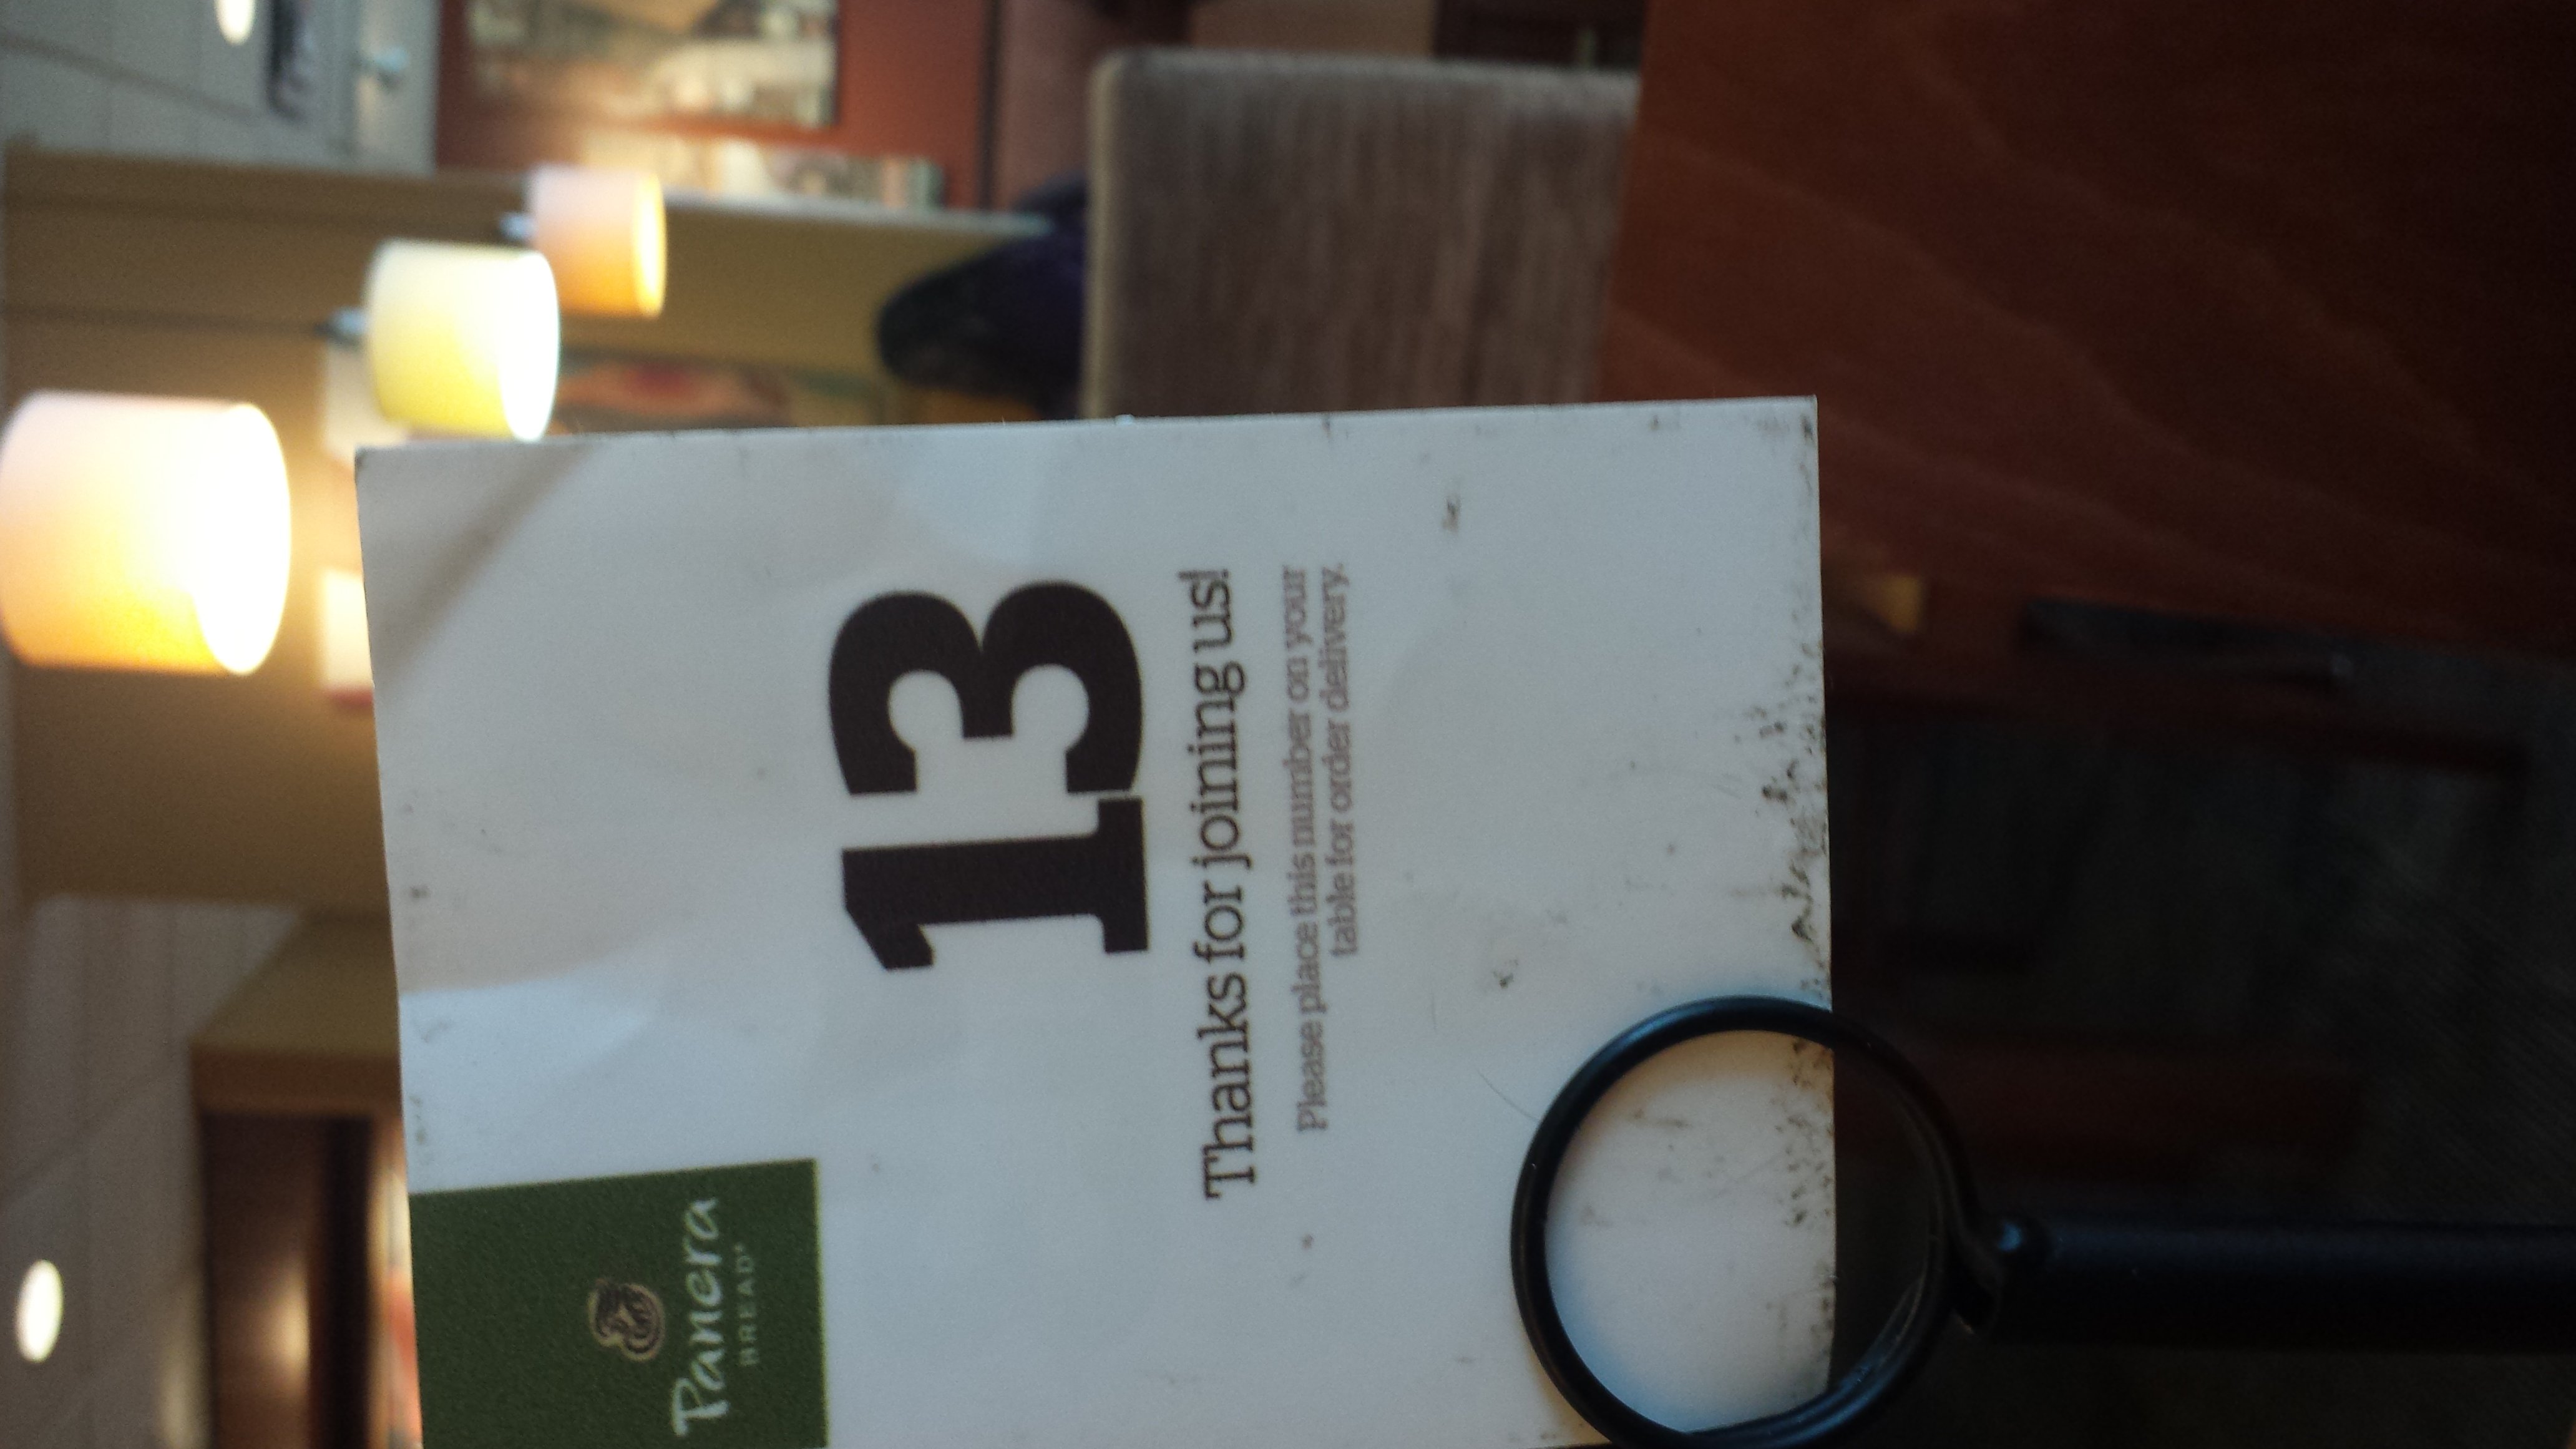 Panera
BREAD®
13
Thanks for joining us!
Please place this number on your
table for order delivery.